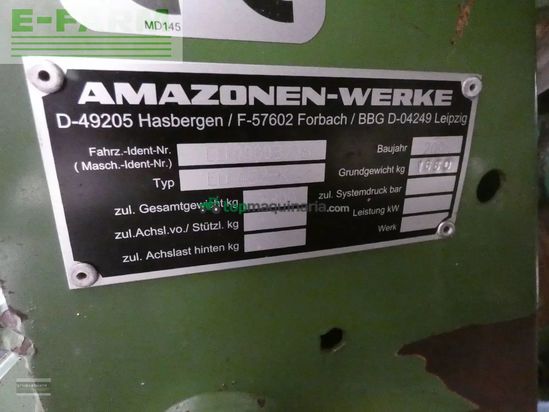 E-FARM
MD145
AMAZONEN-WERKE
D-49205 Hasbergen / F-57602 Forbach / BBG D-04249 Leipzig
Fahrz.-Ident-Nr.
( Masch.-Ident-Nr.)
Typ
zul. Gesamtgewicht kg
zul.Achsl.vo./ Stützl. kg
zul. Achslast hinten kg
Baujahr
Grundgewicht kg
zul. Systemdruck bar
Leistung kW
Werk
topmaquinaria.com